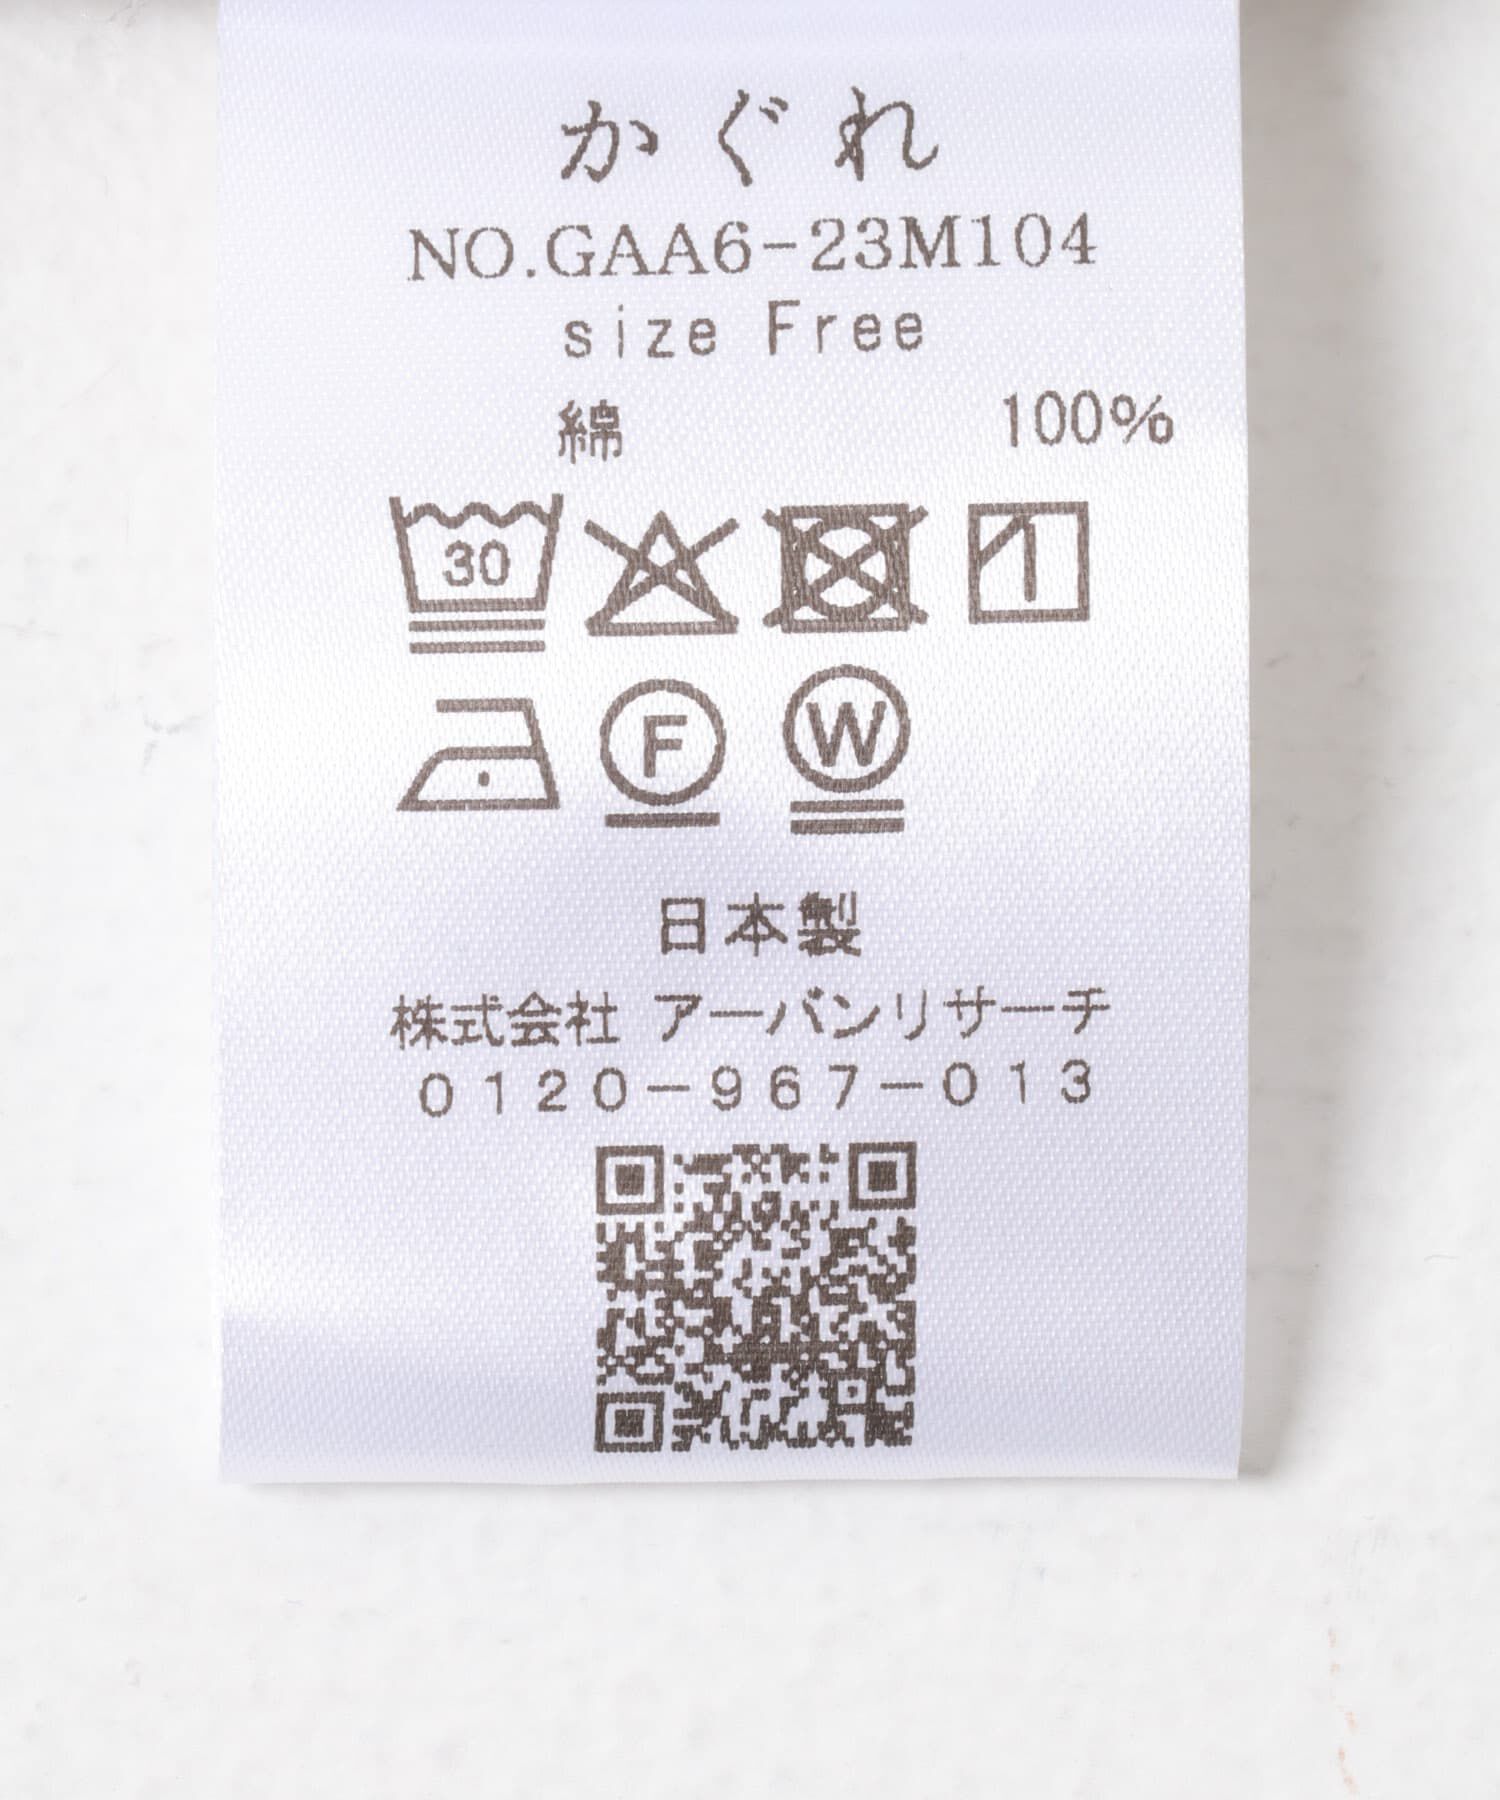 かぐれ
NO.GAA6-23M104
size Free
綿 100%
30
F W
日本製
株式会社 アーバンリサーチ
0120-967-013